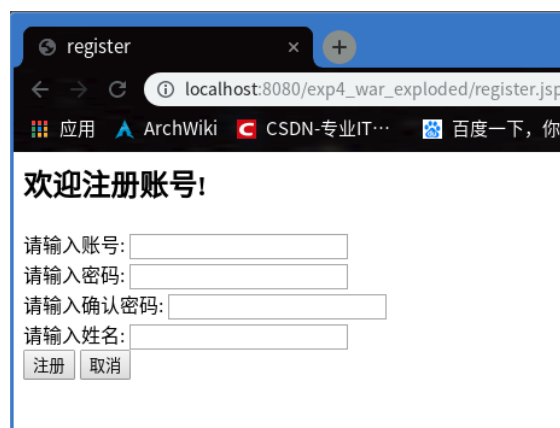 register
localhost:8080/exp4_war_exploded/register.jsp
应用 ArchWiki CSDN-专业IT… 百度一下，你
欢迎注册账号!
请输入账号:
请输入密码:
请输入确认密码:
请输入姓名:
注册 取消